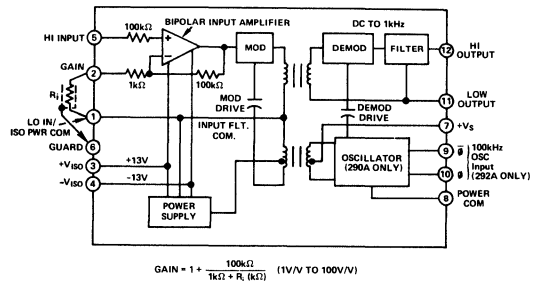 BIPOLAR INPUT AMPLIFIER
DC TO 1kHz
HI INPUT 5 100kΩ + MOD DEMOD FILTER 12 HI OUTPUT
GAIN 2 1kΩ − 100kΩ
Ri
MOD DRIVE
DEMOD DRIVE
11 LOW OUTPUT
LO IN/ ISO PWR COM 1
INPUT FLT. COM.
7 +VS
GUARD 6
+VISO 3 +13V
−VISO 4 −13V
OSCILLATOR (290A ONLY)
9 ø̅ 100kHz
OSC
Input
10 ø (292A ONLY)
POWER SUPPLY
8 POWER COM
GAIN = 1 + 100kΩ / 1kΩ + Ri (kΩ) (1V/V TO 100V/V)